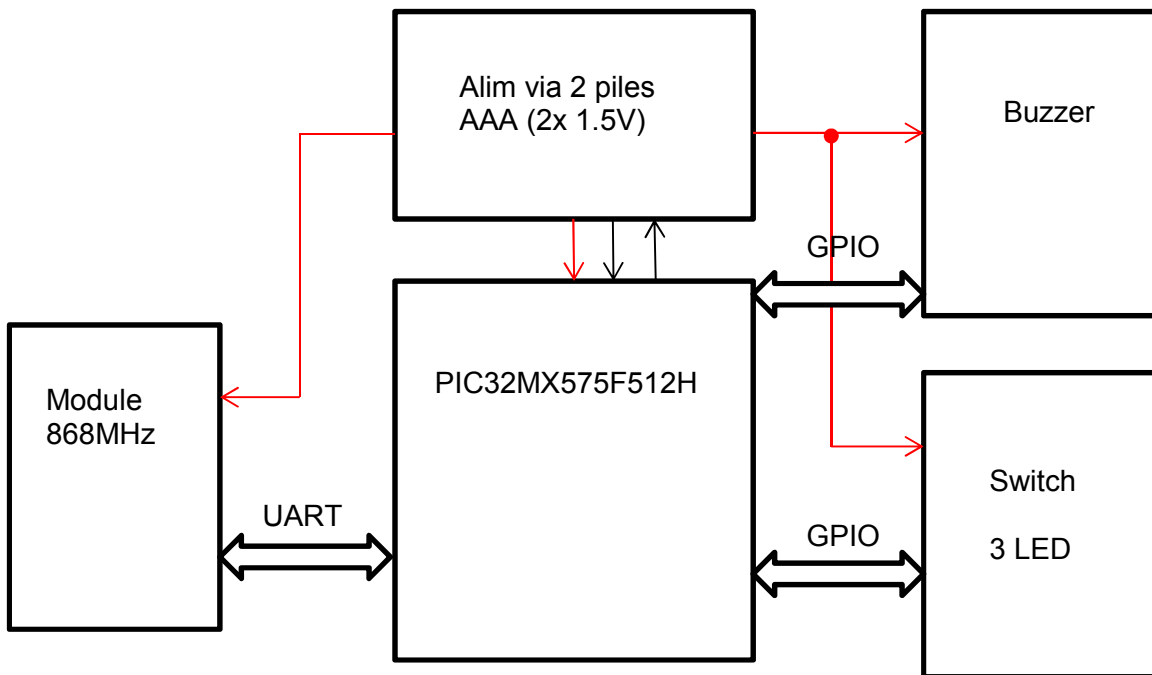 Alim via 2 piles
AAA (2x 1.5V)
Buzzer
GPIO
PIC32MX575F512H
Module
868MHz
UART
GPIO
Switch
3 LED